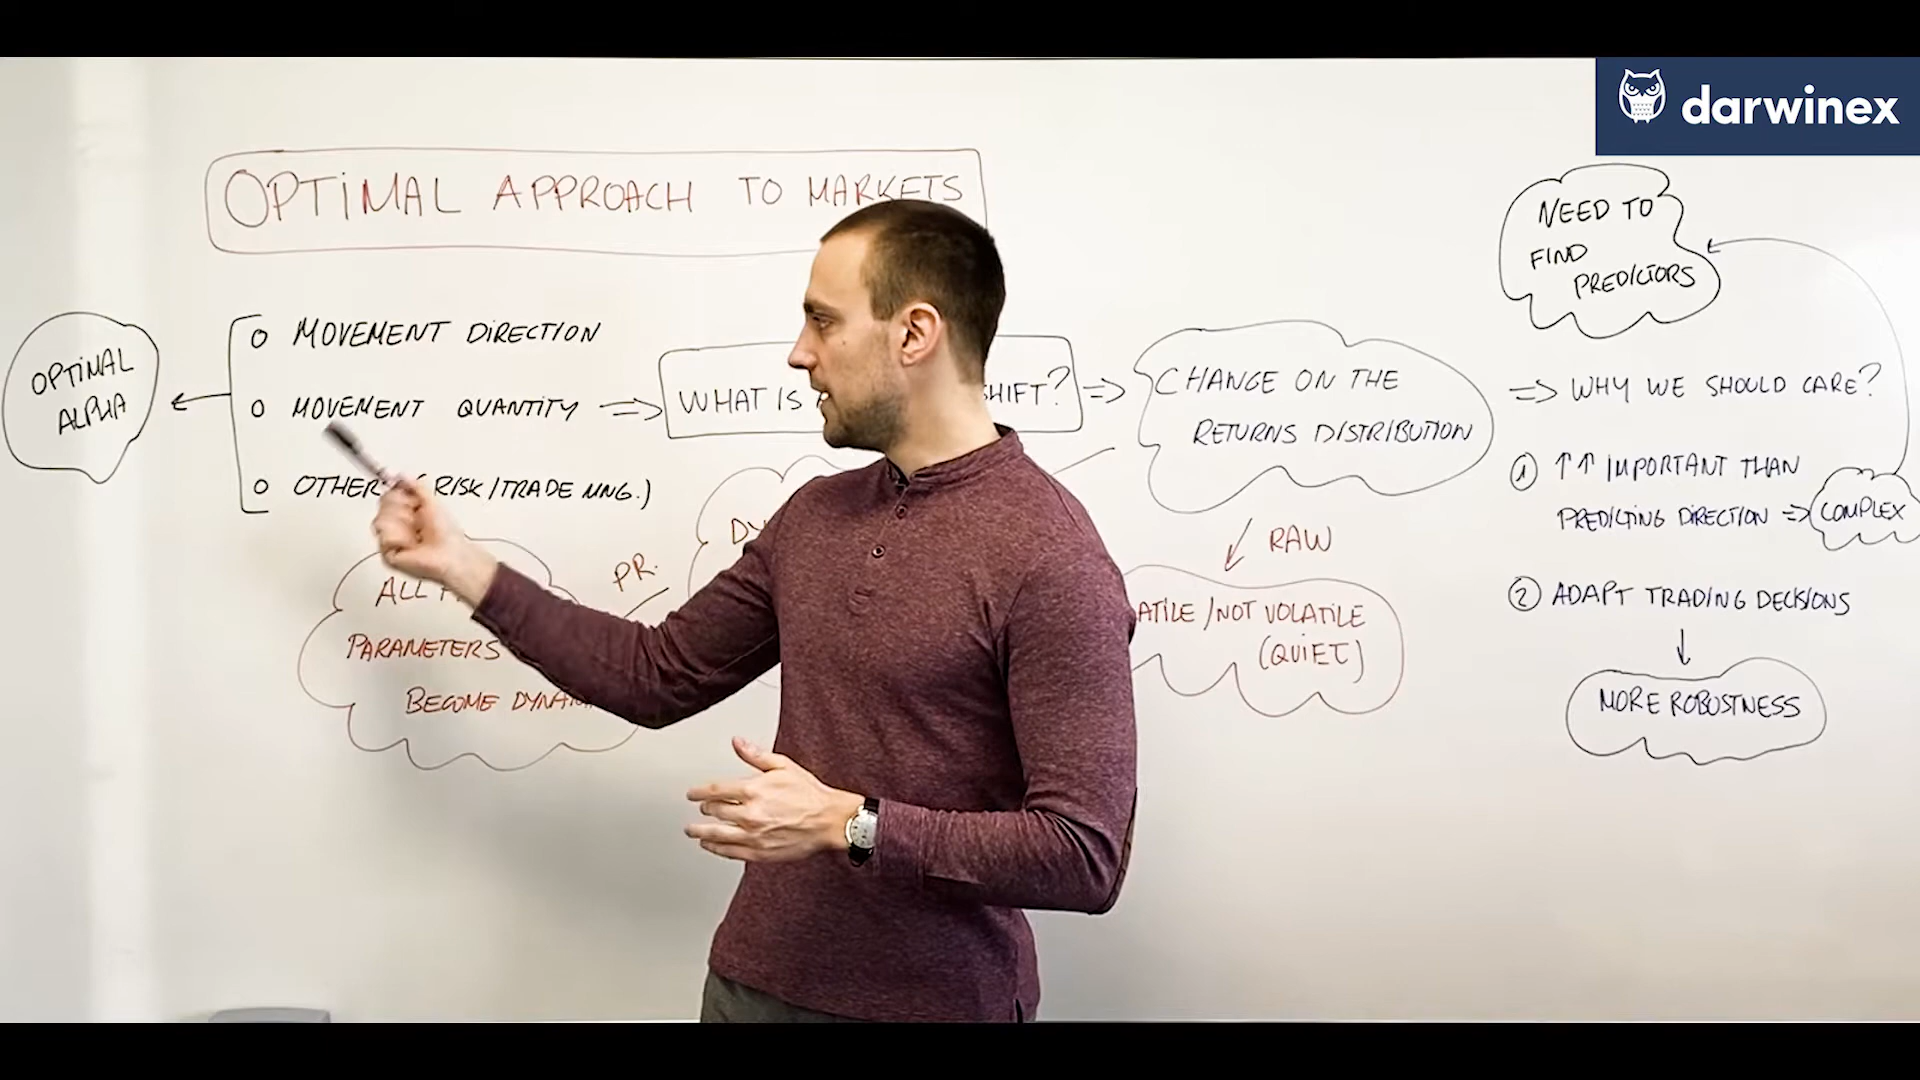 darwinex
OPTIMAL APPROACH TO MARKETS
OPTIMAL
ALPHA
O MOVEMENT DIRECTION
O MOVEMENT QUANTITY
O OTHER (RISK/TRADE MNG.)
WHAT IS SHIFT?
CHANGE ON THE
RETURNS DISTRIBUTION
RAW
/NOT VOLATILE
(QUIET)
PR.
ALL
PARAMETERS
BECOME
NEED TO
FIND
PREDICTORS
WHY WE SHOULD CARE?
1 ↑↑ IMPORTANT THAN
PREDICTING DIRECTION => COMPLEX
2 ADAPT TRADING DECISIONS
MORE ROBUSTNESS